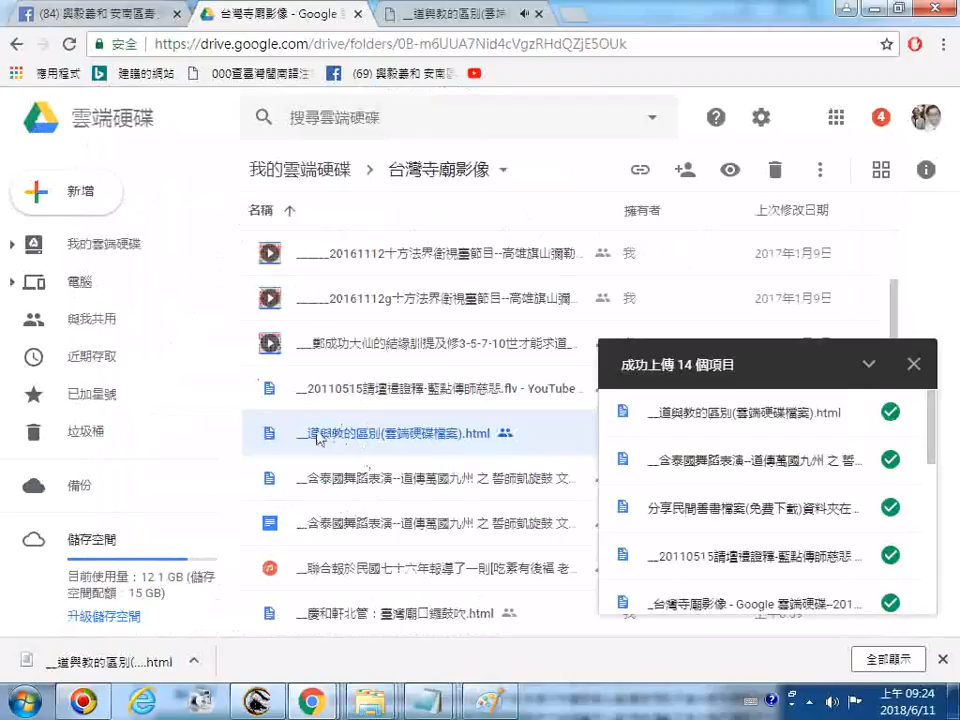 (84) 興毅善和 安南區青
台灣寺廟影像 - Google
__道與教的區別(雲端
安全
https://drive.google.com/drive/folders/0B-m6UUA7Nid4cVgzRHdQZjE5OUk
應用程式
建議的網站
000查臺灣閩南語注
(69) 興毅善和 安南區
雲端硬碟
搜尋雲端硬碟
4
新增
我的雲端硬碟
台灣寺廟影像
名稱
擁有者
上次修改日期
我的雲端硬碟
電腦
與我共用
近期存取
已加星號
垃圾桶
備份
儲存空間
目前使用量：12.1 GB (儲存
空間配額：15 GB)
升級儲存空間
______20161112十方法界衛視臺節目--高雄旗山彌勒...
我
2017年1月9日
______20161112g十方法界衛視臺節目--高雄旗山彌...
我
2017年1月9日
___鄭成功大仙的結緣訓提及修3-5-7-10世才能求道_...
__20110515請壇禮證釋-藍點傳師慈悲.flv - YouTube...
__道與教的區別(雲端硬碟檔案).html
__含泰國舞蹈表演--道傳萬國九州 之 誓師凱旋鼓 文...
__含泰國舞蹈表演--道傳萬國九州 之 誓師凱旋鼓 文...
__聯合報於民國七十六年報導了一則[吃素有後福 老...
__慶和軒北管：臺灣廟口鑼鼓吹.html
我
成功上傳 14 個項目
__道與教的區別(雲端硬碟檔案).html
__含泰國舞蹈表演--道傳萬國九州 之 誓...
分享民間善書檔案(免費下載)資料夾在...
__20110515請壇禮證釋-藍點傳師慈悲....
_台灣寺廟影像 - Google 雲端硬碟--201...
__道與教的區別(....html
全部顯示
上午 09:24
2018/6/11